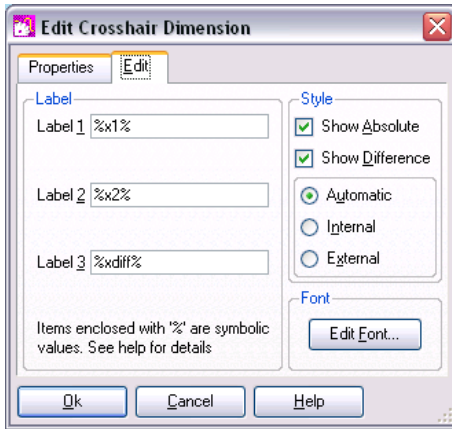 Edit Crosshair Dimension
Properties
Edit
Label
Label 1 %x1%
Label 2 %x2%
Label 3 %xdiff%
Items enclosed with '%' are symbolic
values. See help for details
Style
Show Absolute
Show Difference
Automatic
Internal
External
Font
Edit Font...
Ok
Cancel
Help